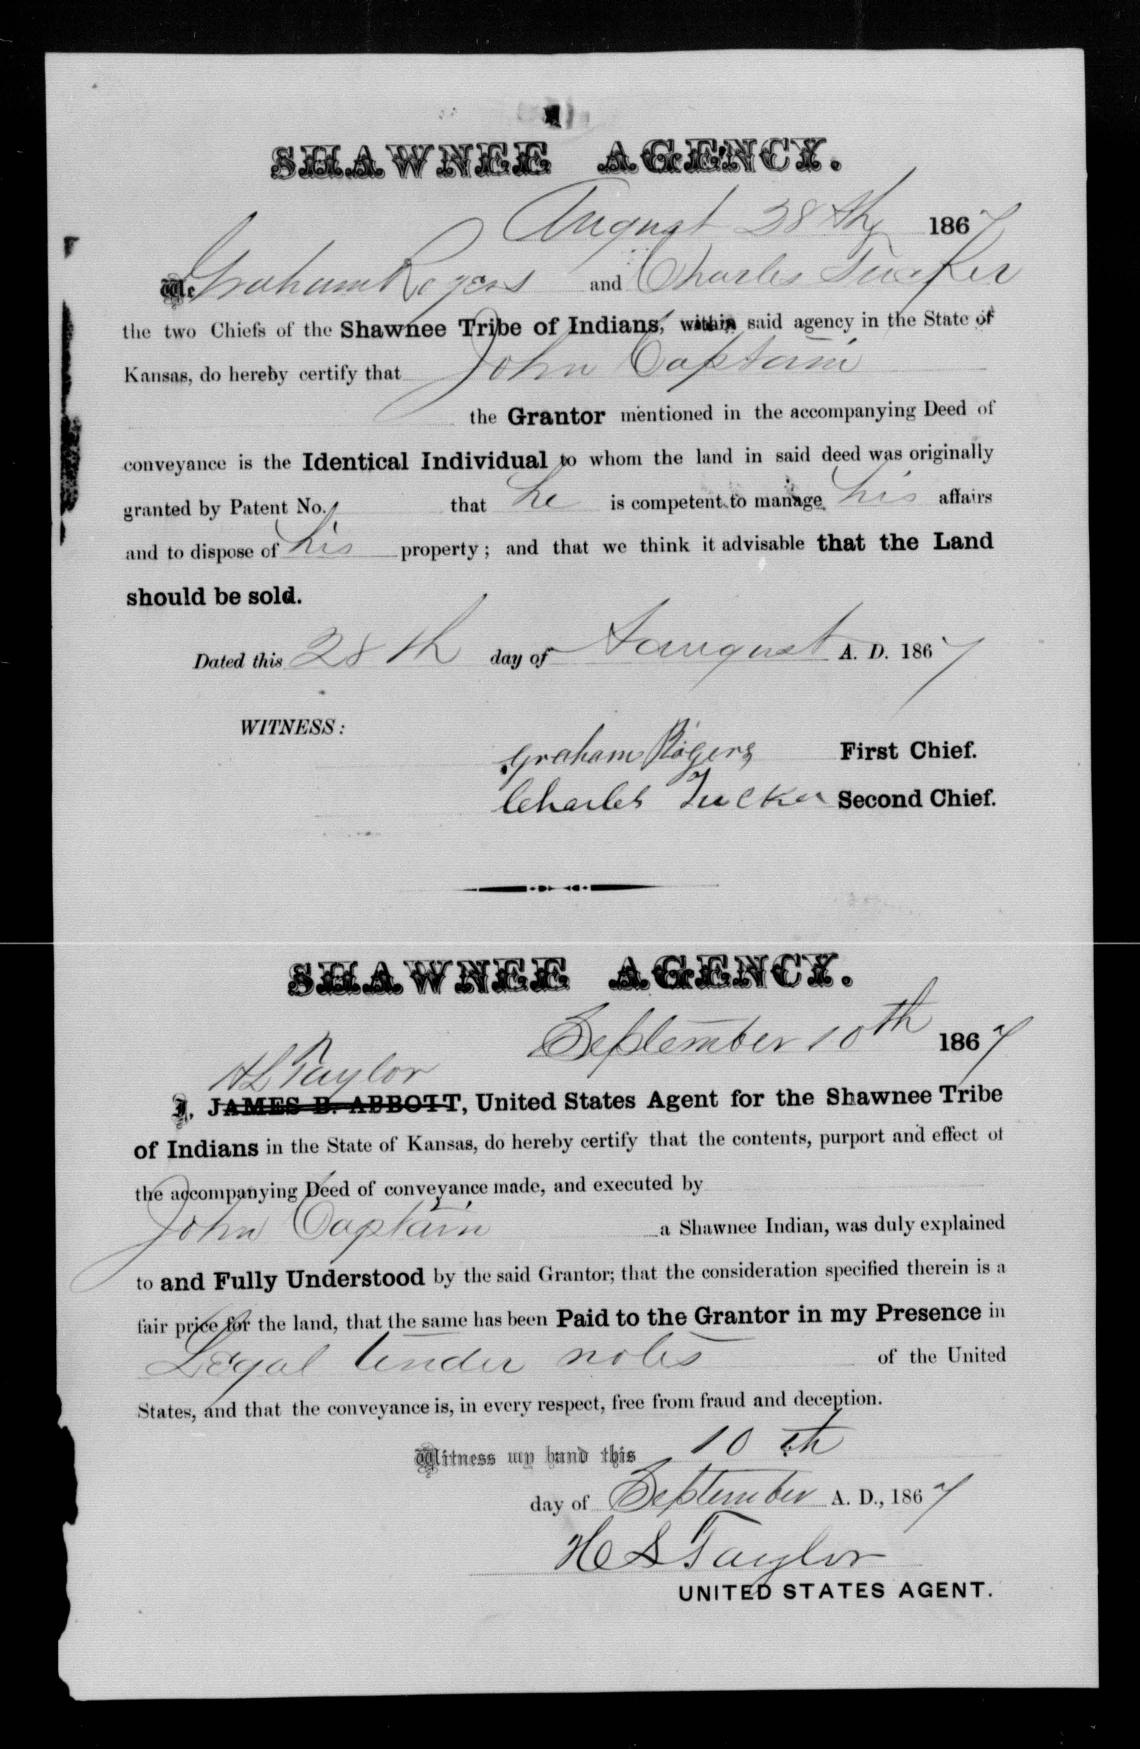 SHAWNEE AGENCY.
August 28th 1867
We Graham Rogers and Charles Tucker
the two Chiefs of the Shawnee Tribe of Indians, within said agency in the State of
Kansas, do hereby certify that John Captain
the Grantor mentioned in the accompanying Deed of
conveyance is the Identical Individual to whom the land in said deed was originally
granted by Patent No. that he is competent to manage his affairs
and to dispose of his property; and that we think it advisable that the Land
should be sold.
Dated this 28th day of August A. D. 1867
WITNESS:
Graham Rogers First Chief.
Charles Tucker Second Chief.
SHAWNEE AGENCY.
September 10th 1867
Taylor
I, JAMES B. ABBOTT, United States Agent for the Shawnee Tribe
of Indians in the State of Kansas, do hereby certify that the contents, purport and effect of
the accompanying Deed of conveyance made, and executed by
John Captain a Shawnee Indian, was duly explained
to and Fully Understood by the said Grantor; that the consideration specified therein is a
fair price for the land, that the same has been Paid to the Grantor in my Presence in
Legal tender notes of the United
States, and that the conveyance is, in every respect, free from fraud and deception.
Witness my hand this 10th
day of September A. D., 1867
Taylor
UNITED STATES AGENT.